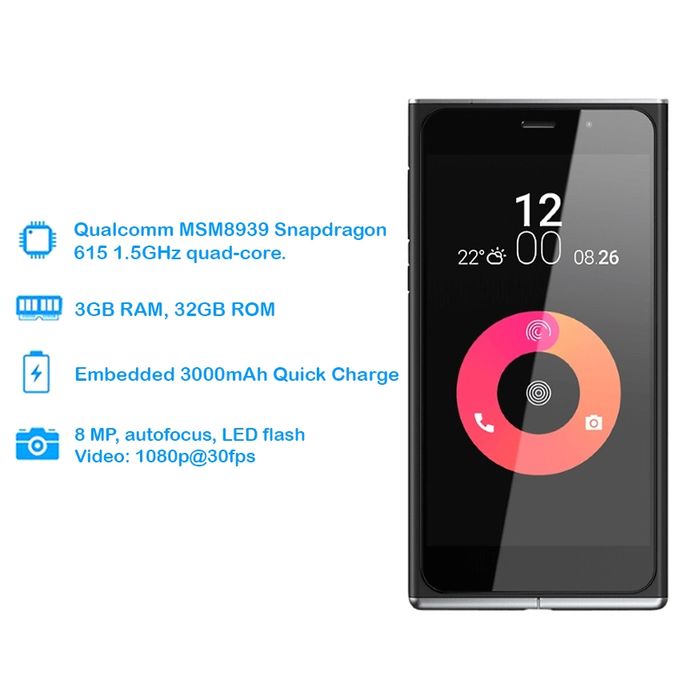 Qualcomm MSM8939 Snapdragon
615 1.5GHz quad-core.
3GB RAM, 32GB ROM
Embedded 3000mAh Quick Charge
8 MP, autofocus, LED flash
Video: 1080p@30fps
12
22° 00 08.26